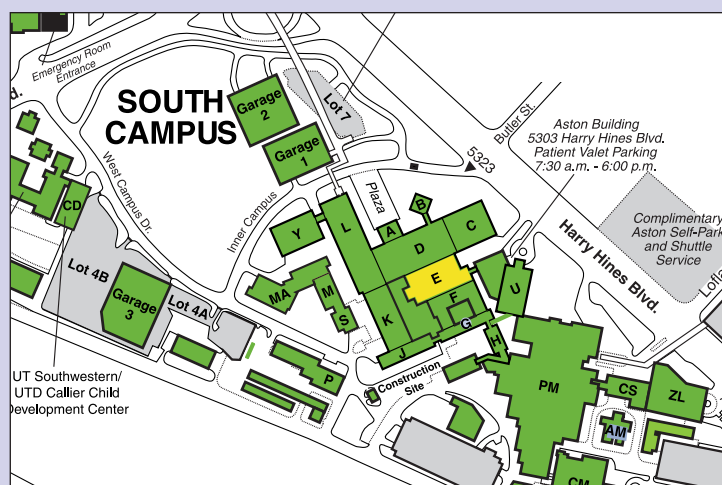 Emergency Room
Entrance
d.
SOUTH
CAMPUS
Garage
2
Garage
1
Lot 7
Butler St.
5323
Aston Building
5303 Harry Hines Blvd.
Patient Valet Parking
7:30 a.m. - 6:00 p.m.
Complimentary
Aston Self-Park
and Shuttle
Service
Harry Hines Blvd.
Lofla
West Campus Dr.
Inner Campus
Plaza
CD
Y
L
A
B
C
D
E
F
G
U
K
MA
M
S
J
H
Lot 4B
Garage
3
Lot 4A
P
Construction
Site
PM
CS
ZL
AM
CM
UT Southwestern/
UTD Callier Child
Development Center